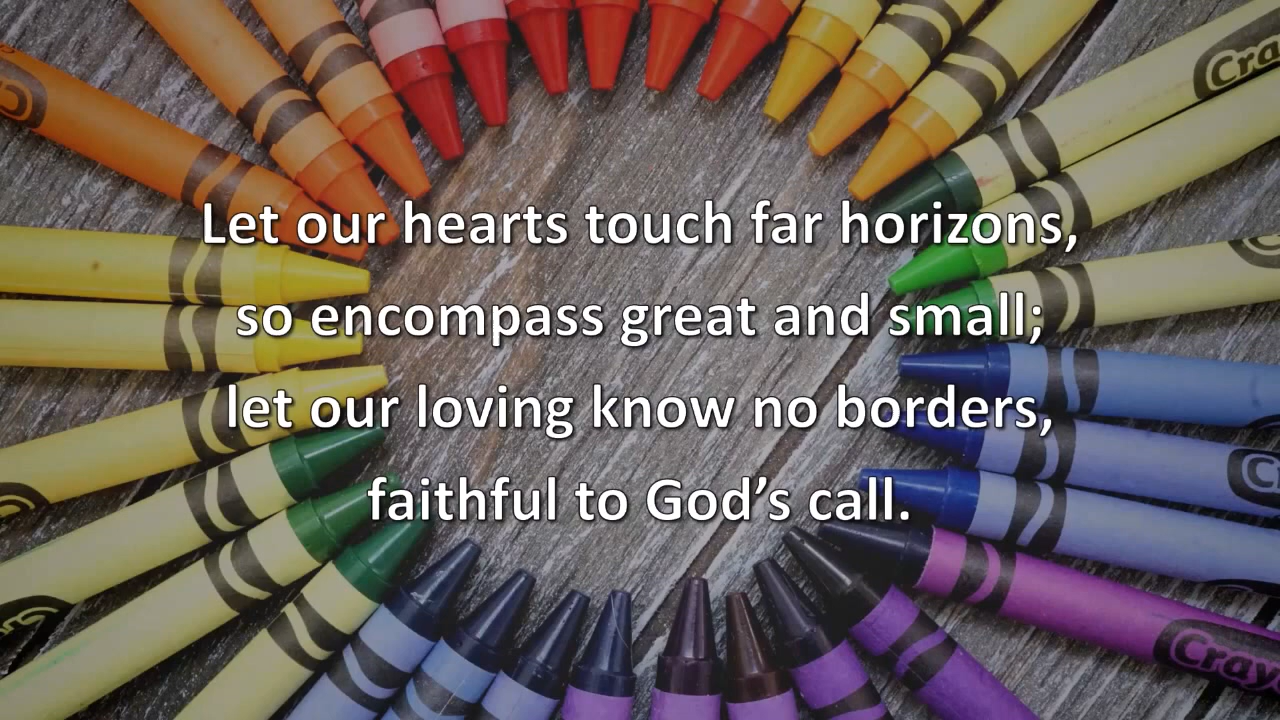 Let our hearts touch far horizons,
so encompass great and small;
let our loving know no borders,
faithful to God’s call.